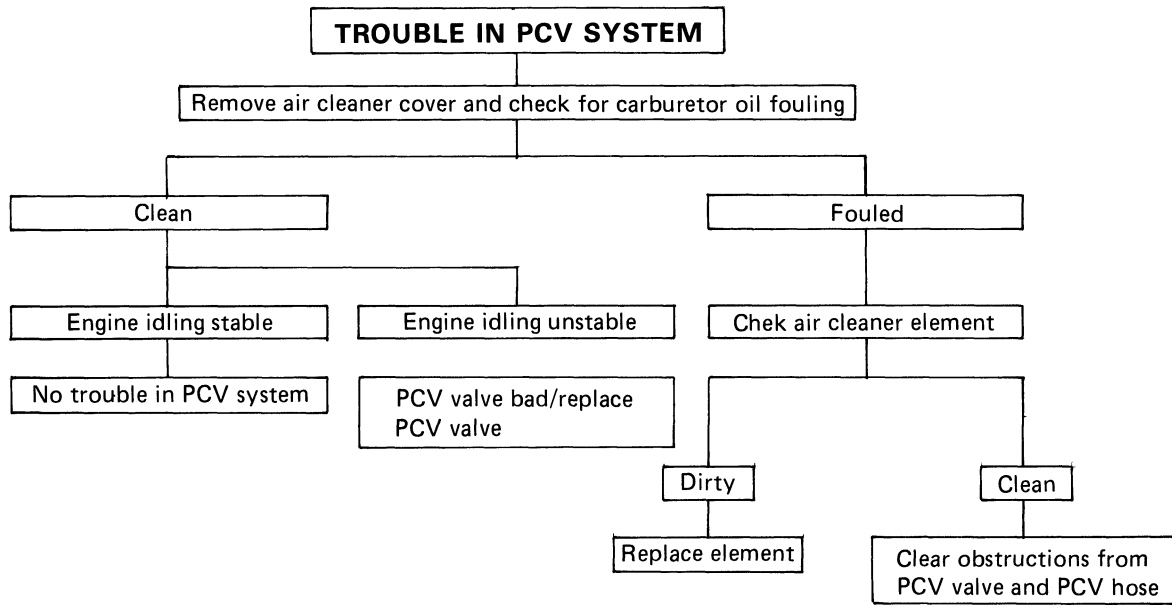 TROUBLE IN PCV SYSTEM
Remove air cleaner cover and check for carburetor oil fouling
Clean
Fouled
Engine idling stable
Engine idling unstable
Chek air cleaner element
No trouble in PCV system
PCV valve bad/replace
PCV valve
Dirty
Clean
Replace element
Clear obstructions from
PCV valve and PCV hose